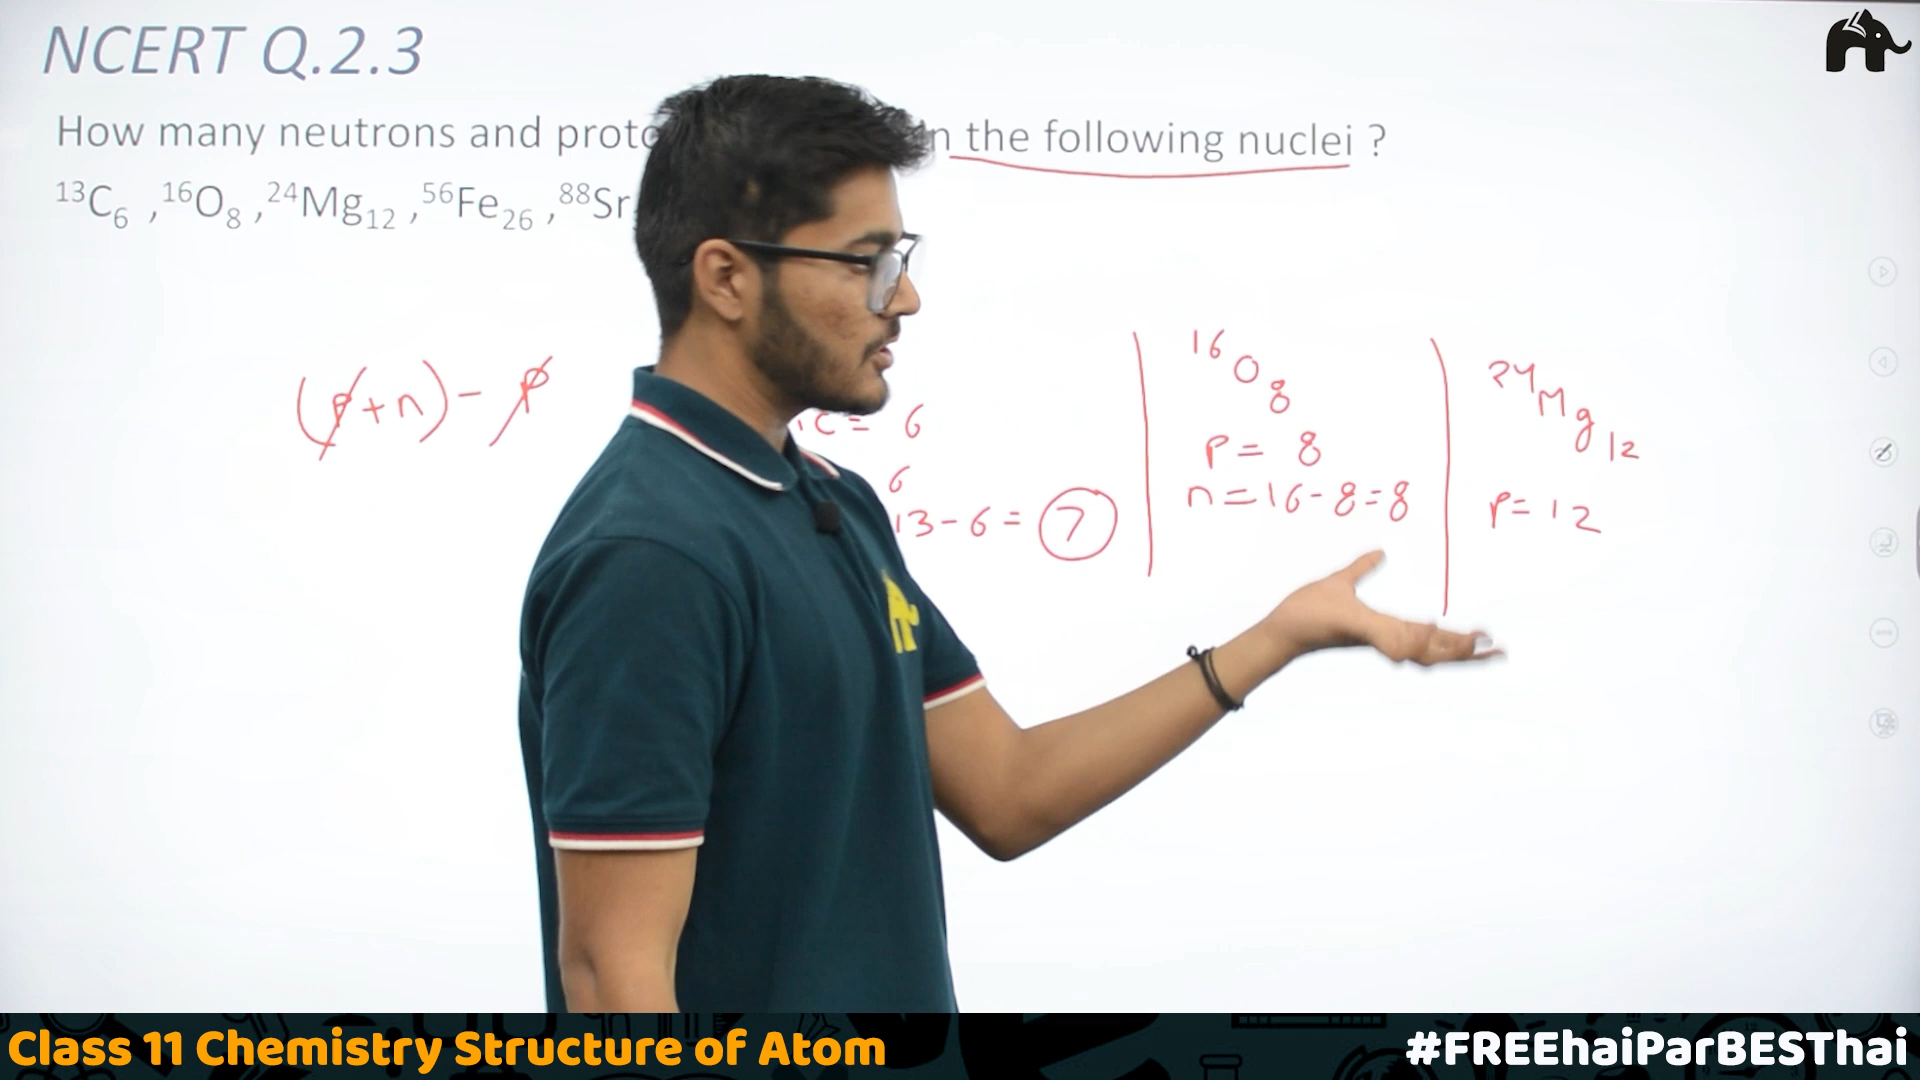 NCERT Q.2.3
How many neutrons and in the following nuclei ?
¹³C₆ , ¹⁶O₈ , ²⁴Mg₁₂ , ⁵⁶Fe₂₆ , ⁸⁸Sr
(p+n) - p
= 6
6
13 - 6 = 7
¹⁶O₈
p = 8
n = 16 - 8 = 8
²⁴Mg₁₂
p = 12
Class 11 Chemistry Structure of Atom
#FREEhaiParBESThai